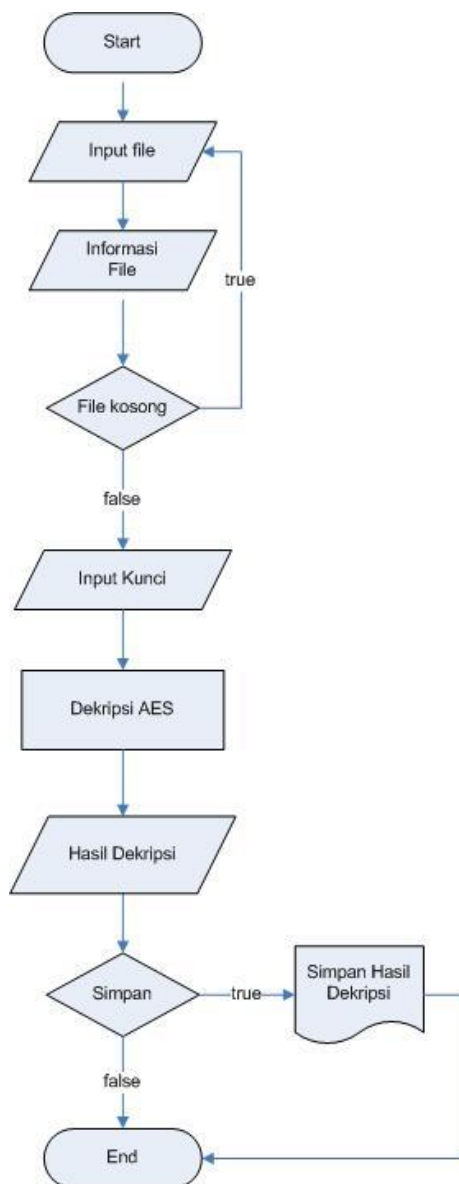 Start
Input file
Informasi
File
true
File kosong
false
Input Kunci
Dekripsi AES
Hasil Dekripsi
Simpan
true
Simpan Hasil
Dekripsi
false
End